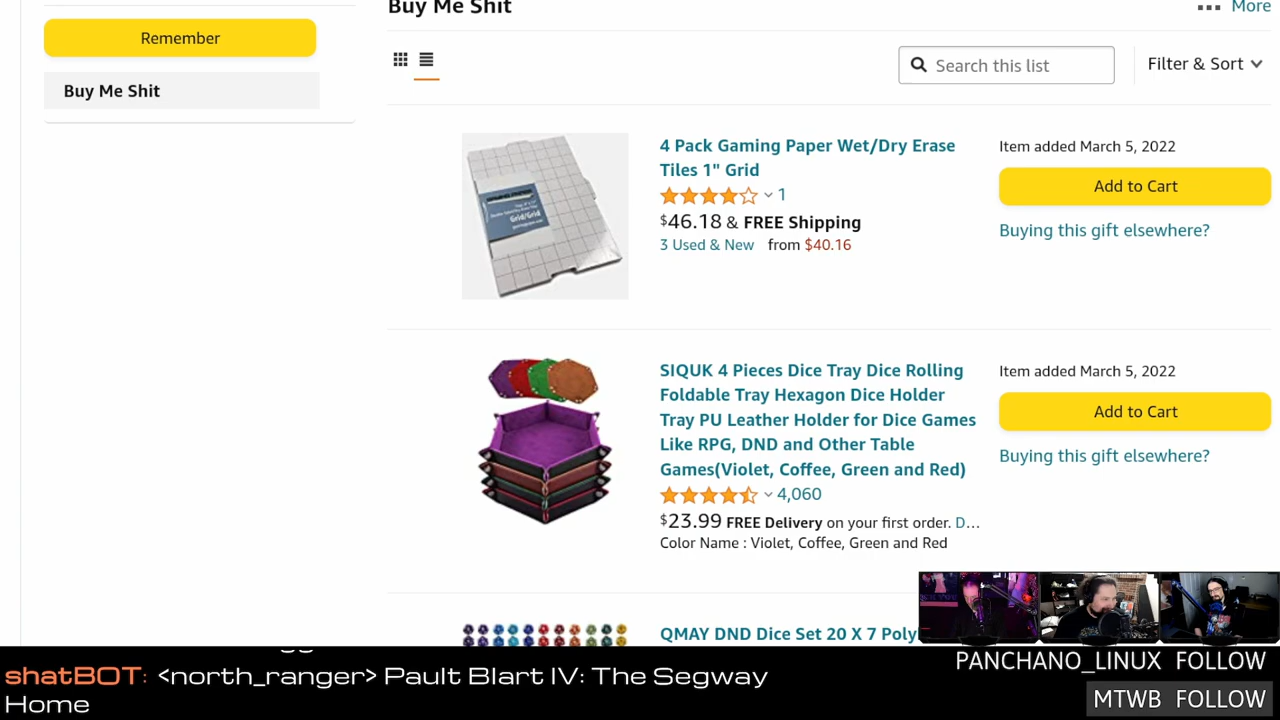 Buy Me Shit
More
Remember
Buy Me Shit
Search this list
Filter & Sort
4 Pack Gaming Paper Wet/Dry Erase
Tiles 1" Grid
1
$46.18 & FREE Shipping
3 Used & New from $40.16
Item added March 5, 2022
Add to Cart
Buying this gift elsewhere?
Grid/Grid
SIQUK 4 Pieces Dice Tray Dice Rolling
Foldable Tray Hexagon Dice Holder
Tray PU Leather Holder for Dice Games
Like RPG, DND and Other Table
Games(Violet, Coffee, Green and Red)
4,060
$23.99 FREE Delivery on your first order. D...
Color Name : Violet, Coffee, Green and Red
Item added March 5, 2022
Add to Cart
Buying this gift elsewhere?
QMAY DND Dice Set 20 X 7 Poly
shatBOT: <north_ranger> Pault Blart IV: The Segway
Home
PANCHANO_LINUX FOLLOW
MTWB FOLLOW